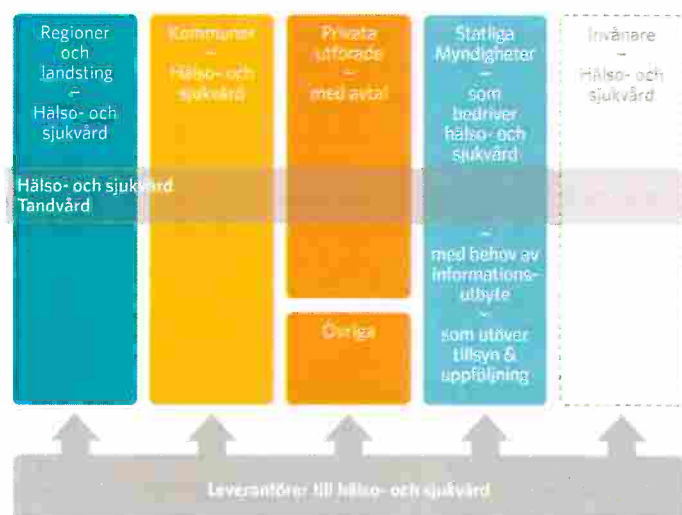 Regioner
och
landsting
–
Hälso- och
sjukvård
Kommuner
–
Hälso- och
sjukvård
Privata
utförade
–
med avtal
Statliga
Myndigheter
–
som
bedriver
hälso- och
sjukvård
Invånare
–
Hälso- och
sjukvård
Hälso- och sjukvård
Tandvård
–
med behov av
informations-
utbyte
–
som utöver
tillsyn &
uppföljning
Övriga
Leverantörer till hälso- och sjukvård